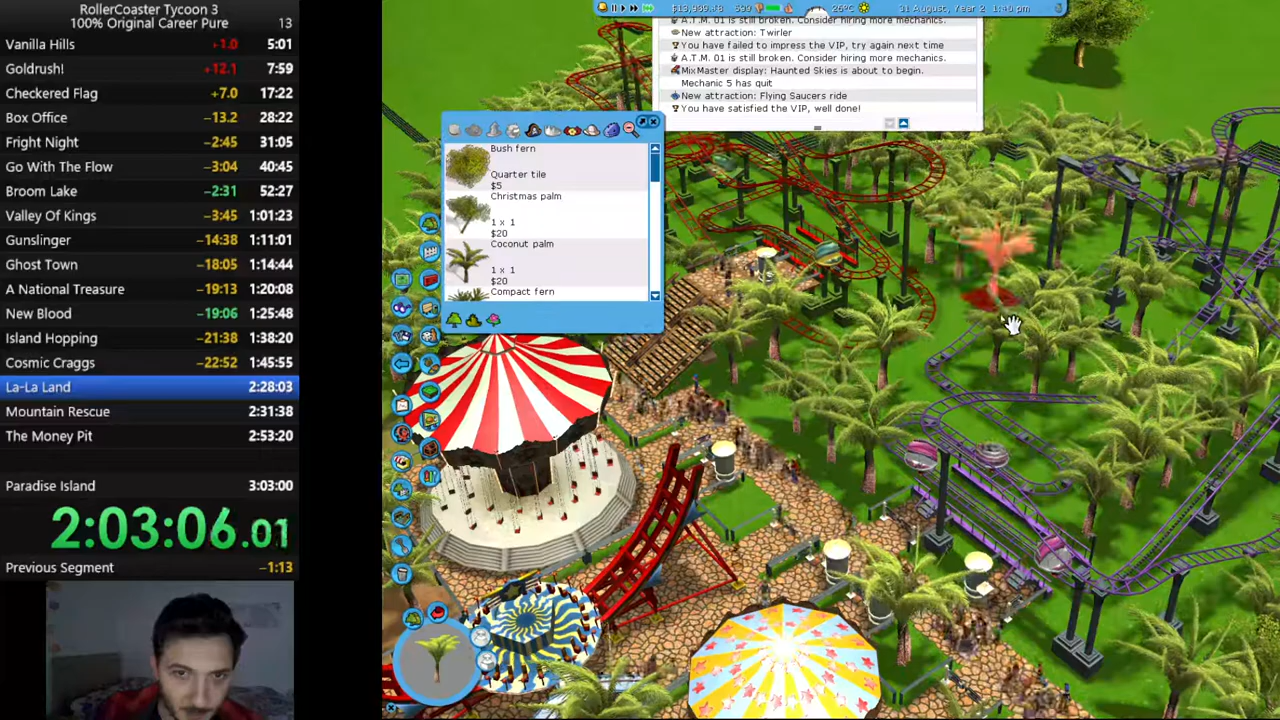 RollerCoaster Tycoon 3
100% Original Career Pure 13
Vanilla Hills +1.0 5:01
Goldrush! +12.1 7:59
Checkered Flag +7.0 17:22
Box Office −13.2 28:22
Fright Night −2:45 31:05
Go With The Flow −3:04 40:45
Broom Lake −2:31 52:27
Valley Of Kings −3:45 1:01:23
Gunslinger −14:38 1:11:01
Ghost Town −18:05 1:14:44
A National Treasure −19:13 1:20:08
New Blood −19:06 1:25:48
Island Hopping −21:38 1:38:20
Cosmic Craggs −22:52 1:45:55
La-La Land 2:28:03
Mountain Rescue 2:31:38
The Money Pit 2:53:20
Paradise Island 3:03:00
2:03:06.01
Previous Segment −1:13
26°C
31 August, Year 2
A.T.M. 01 is still broken. Consider hiring more mechanics.
New attraction: Twirler
You have failed to impress the VIP, try again next time
A.T.M. 01 is still broken. Consider hiring more mechanics.
MixMaster display: Haunted Skies is about to begin.
Mechanic 5 has quit
New attraction: Flying Saucers ride
You have satisfied the VIP, well done!
Bush fern
Quarter tile
$5
Christmas palm
1 x 1
$20
Coconut palm
1 x 1
$20
Compact fern